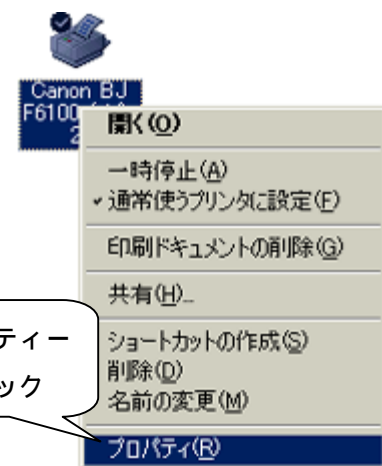 Canon BJ
F6100
開く(O)
一時停止(A)
通常使うプリンタに設定(F)
印刷ドキュメントの削除(G)
共有(H)...
ショートカットの作成(S)
削除(D)
名前の変更(M)
プロパティ(R)
ティー
ック